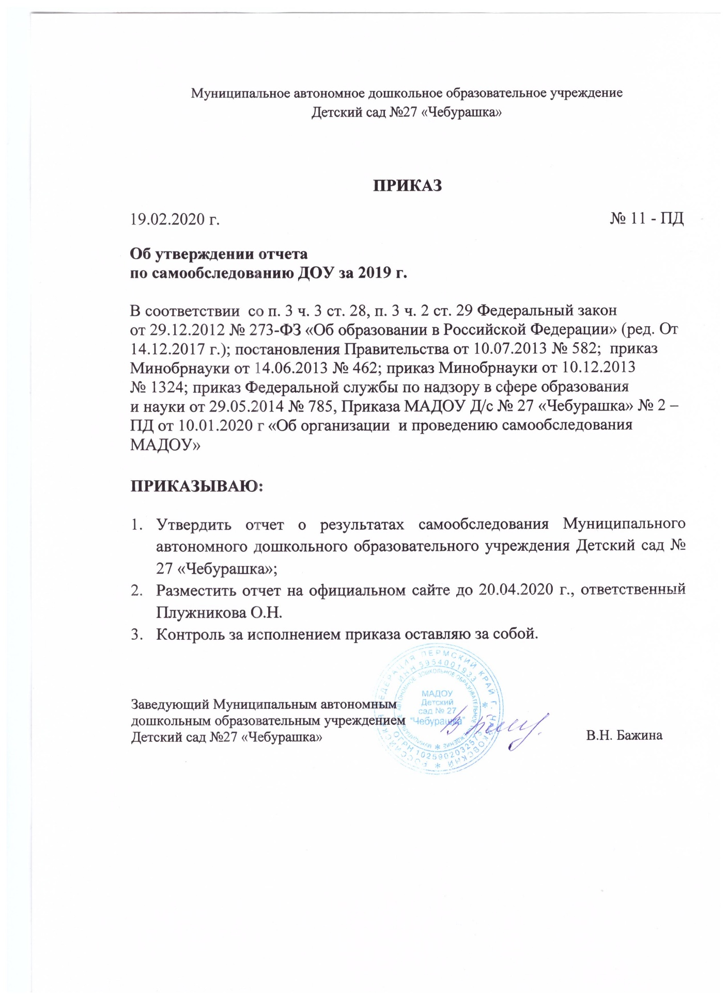 Муниципальное автономное дошкольное образовательное учреждение
Детский сад №27 «Чебурашка»
ПРИКАЗ
19.02.2020 г. № 11 - ПД
Об утверждении отчета
по самообследованию ДОУ за 2019 г.
В соответствии со п. 3 ч. 3 ст. 28, п. 3 ч. 2 ст. 29 Федеральный закон
от 29.12.2012 № 273-ФЗ «Об образовании в Российской Федерации» (ред. От
14.12.2017 г.); постановления Правительства от 10.07.2013 № 582; приказ
Минобрнауки от 14.06.2013 № 462; приказ Минобрнауки от 10.12.2013
№ 1324; приказ Федеральной службы по надзору в сфере образования
и науки от 29.05.2014 № 785, Приказа МАДОУ Д/с № 27 «Чебурашка» № 2 –
ПД от 10.01.2020 г «Об организации и проведению самообследования
МАДОУ»
ПРИКАЗЫВАЮ:
1. Утвердить отчет о результатах самообследования Муниципального
автономного дошкольного образовательного учреждения Детский сад №
27 «Чебурашка»;
2. Разместить отчет на официальном сайте до 20.04.2020 г., ответственный
Плужникова О.Н.
3. Контроль за исполнением приказа оставляю за собой.
Заведующий Муниципальным автономным
дошкольным образовательным учреждением
Детский сад №27 «Чебурашка» В.Н. Бажина
РОССИЙСКАЯ ФЕДЕРАЦИЯ ПЕРМСКИЙ КРАЙ Г. ЧАЙКОВСКИЙ
ИНН 5954001933
ОГРН 1025902032573
МУНИЦИПАЛЬНОЕ АВТОНОМНОЕ ДОШКОЛЬНОЕ ОБРАЗОВАТЕЛЬНОЕ УЧРЕЖДЕНИЕ
МАДОУ
Детский
сад № 27
"Чебурашка"